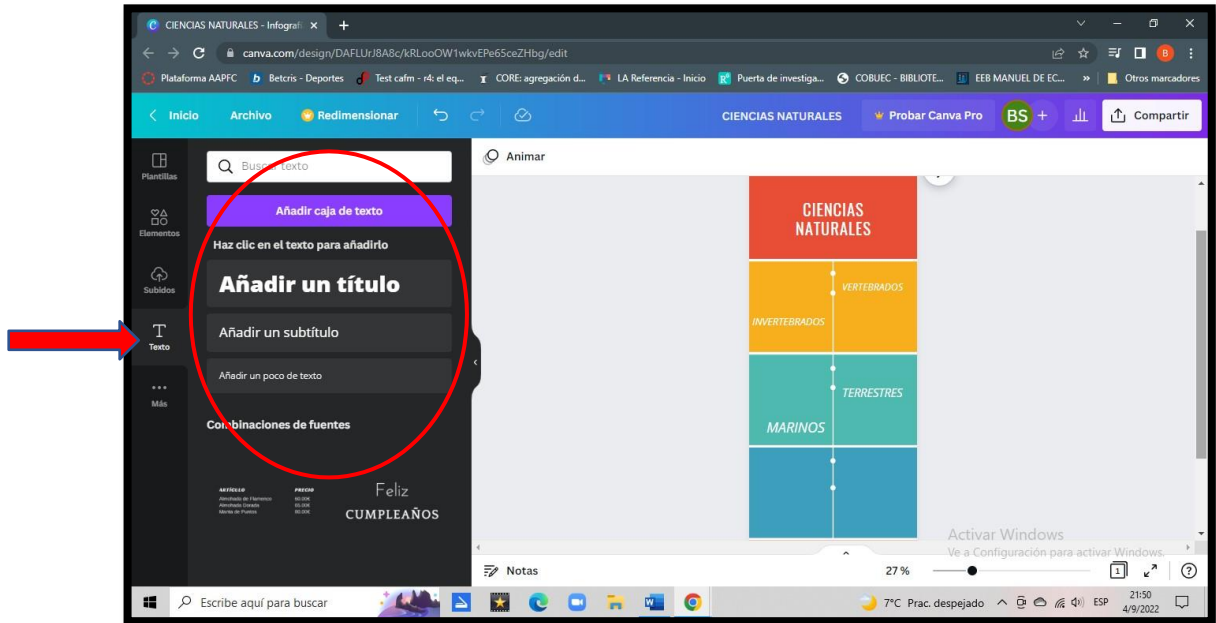 CIENCIAS NATURALES - Infografí
canva.com/design/DAFLUrJ8A8c/kRLooOW1wkvEPe65ceZHbg/edit
B
Plataforma AAPFC b Betcris - Deportes Test cafm - r4: el eq... CORE: agregación d... LA Referencia - Inicio Puerta de investiga... COBUEC - BIBLIOTE... EEB MANUEL DE EC... » Otros marcadores
Inicio Archivo Redimensionar CIENCIAS NATURALES Probar Canva Pro BS + Compartir
Plantillas
Elementos
Subidos
T
Texto
Más
Buscar texto
Añadir caja de texto
Haz clic en el texto para añadirlo
Añadir un título
Añadir un subtítulo
Añadir un poco de texto
Combinaciones de fuentes
ARTÍCULO PRECIO
Feliz
CUMPLEAÑOS
Animar
CIENCIAS
NATURALES
VERTEBRADOS
INVERTEBRADOS
TERRESTRES
MARINOS
Activar Windows
Ve a Configuración para activar Windows.
Notas 27 % 1 ?
Escribe aquí para buscar 7°C Prac. despejado ESP 21:50
4/9/2022